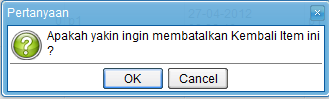 Pertanyaan
Apakah yakin ingin membatalkan Kembali Item ini
?
OK Cancel